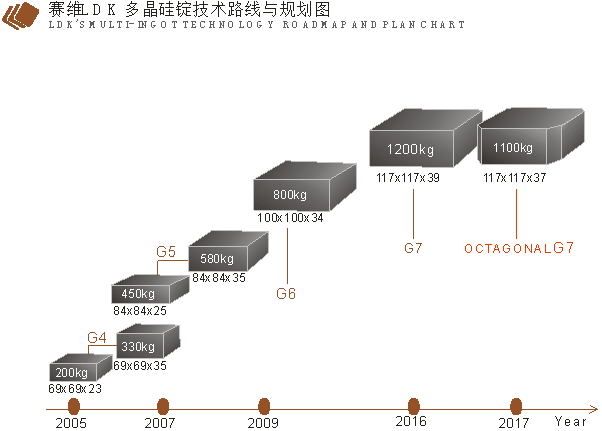 赛维LDK 多晶硅锭技术路线与规划图
LDK'S MULTI-INGOT TECHNOLOGY ROADMAP AND PLAN CHART
1200kg
1100kg
117x117x39
117x117x37
800kg
100x100x34
G7
OCTAGONAL G7
G5
580kg
84x84x35
450kg
84x84x25
G6
G4
330kg
69x69x35
200kg
69x69x23
2005
2007
2009
2016
2017
Year